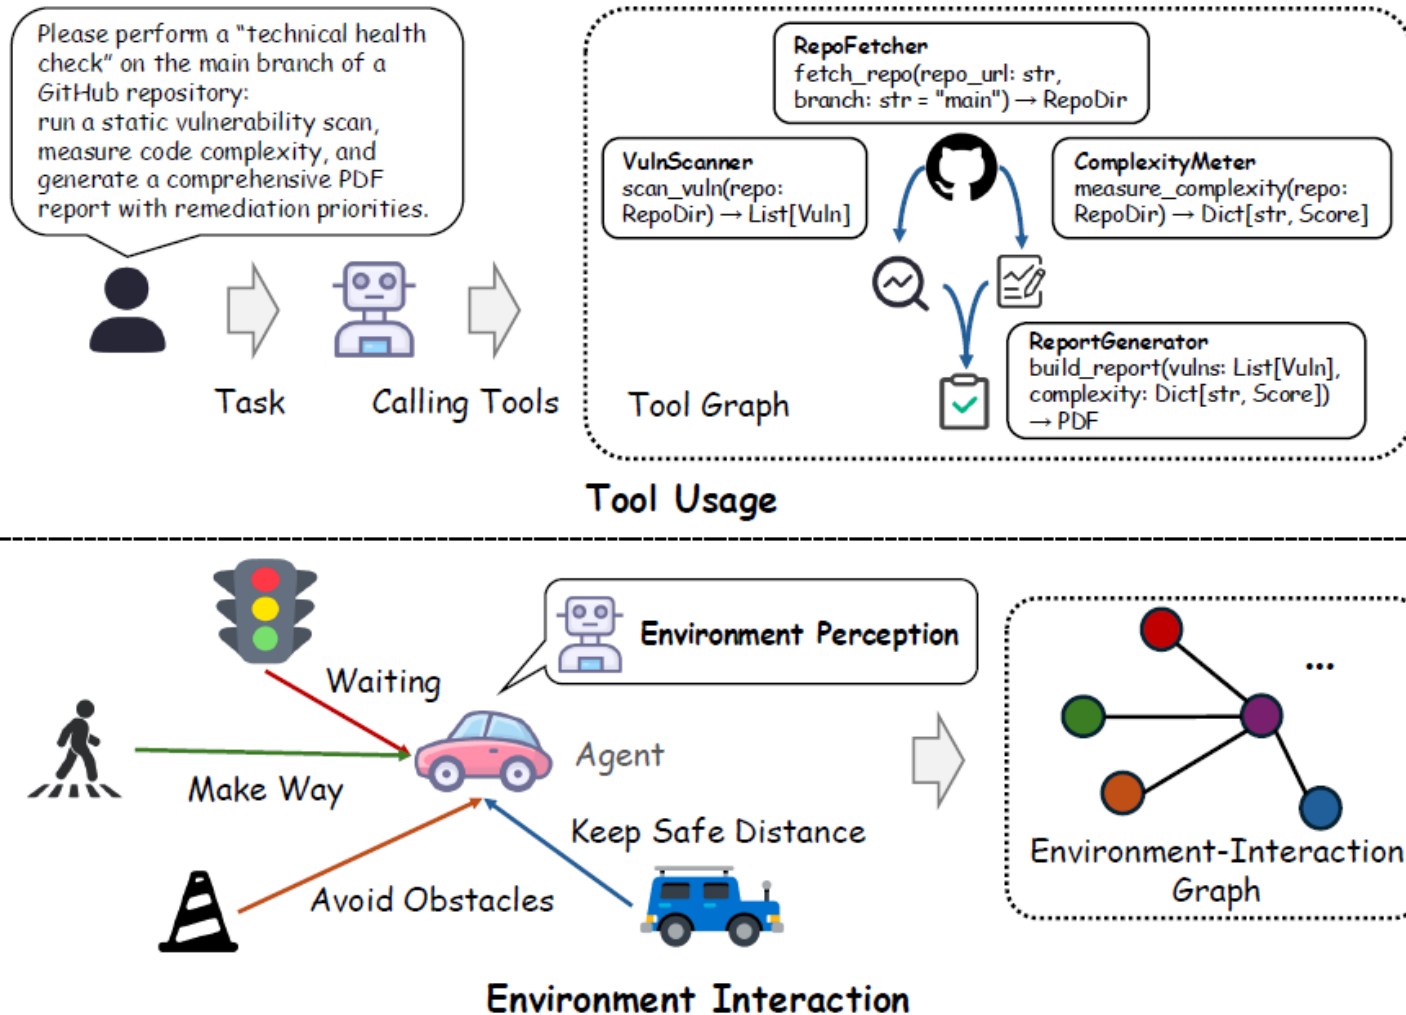 Please perform a “technical health
check” on the main branch of a
GitHub repository:
run a static vulnerability scan,
measure code complexity, and
generate a comprehensive PDF
report with remediation priorities.
Task
Calling Tools
RepoFetcher
fetch_repo(repo_url: str,
branch: str = "main") → RepoDir
VulnScanner
scan_vuln(repo:
RepoDir) → List[Vuln]
ComplexityMeter
measure_complexity(repo:
RepoDir) → Dict[str, Score]
ReportGenerator
build_report(vulns: List[Vuln],
complexity: Dict[str, Score])
→ PDF
Tool Graph
Tool Usage
Environment Perception
Waiting
Agent
Make Way
Keep Safe Distance
Avoid Obstacles
...
Environment-Interaction
Graph
Environment Interaction